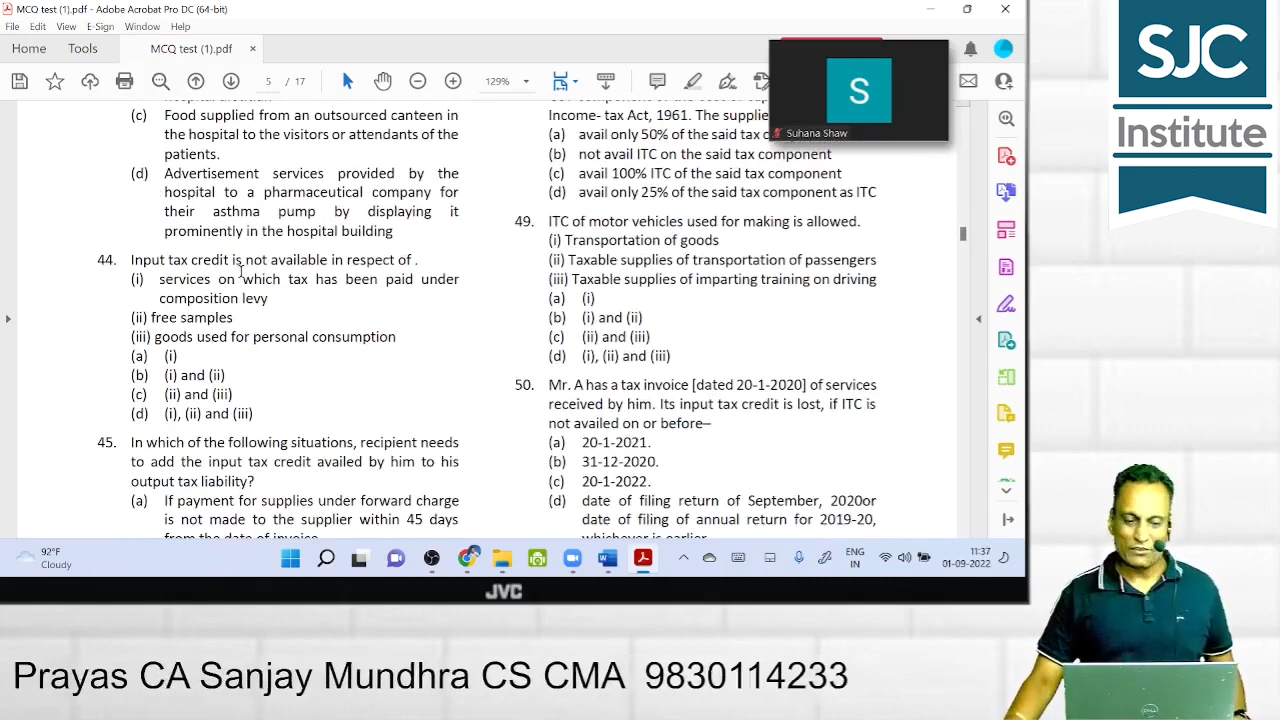 MCQ test (1).pdf - Adobe Acrobat Pro DC (64-bit)
File Edit View E-Sign Window Help
Home Tools MCQ test (1).pdf ×
5 / 17 129%
S
Suhana Shaw
(c) Food supplied from an outsourced canteen in
the hospital to the visitors or attendants of the
patients.
(d) Advertisement services provided by the
hospital to a pharmaceutical company for
their asthma pump by displaying it
prominently in the hospital building
44. Input tax credit is not available in respect of .
(i) services on which tax has been paid under
composition levy
(ii) free samples
(iii) goods used for personal consumption
(a) (i)
(b) (i) and (ii)
(c) (ii) and (iii)
(d) (i), (ii) and (iii)
45. In which of the following situations, recipient needs
to add the input tax credit availed by him to his
output tax liability?
(a) If payment for supplies under forward charge
is not made to the supplier within 45 days
from the date of invoice
Income- tax Act, 1961. The supplie
(a) avail only 50% of the said tax c
(b) not avail ITC on the said tax component
(c) avail 100% ITC of the said tax component
(d) avail only 25% of the said tax component as ITC
49. ITC of motor vehicles used for making is allowed.
(i) Transportation of goods
(ii) Taxable supplies of transportation of passengers
(iii) Taxable supplies of imparting training on driving
(a) (i)
(b) (i) and (ii)
(c) (ii) and (iii)
(d) (i), (ii) and (iii)
50. Mr. A has a tax invoice [dated 20-1-2020] of services
received by him. Its input tax credit is lost, if ITC is
not availed on or before–
(a) 20-1-2021.
(b) 31-12-2020.
(c) 20-1-2022.
(d) date of filing return of September, 2020or
date of filing of annual return for 2019-20,
whichever is earlier
92°F
Cloudy
ENG
IN
11:37
01-09-2022
JVC
SJC
Institute
DELL
Prayas CA Sanjay Mundhra CS CMA 9830114233